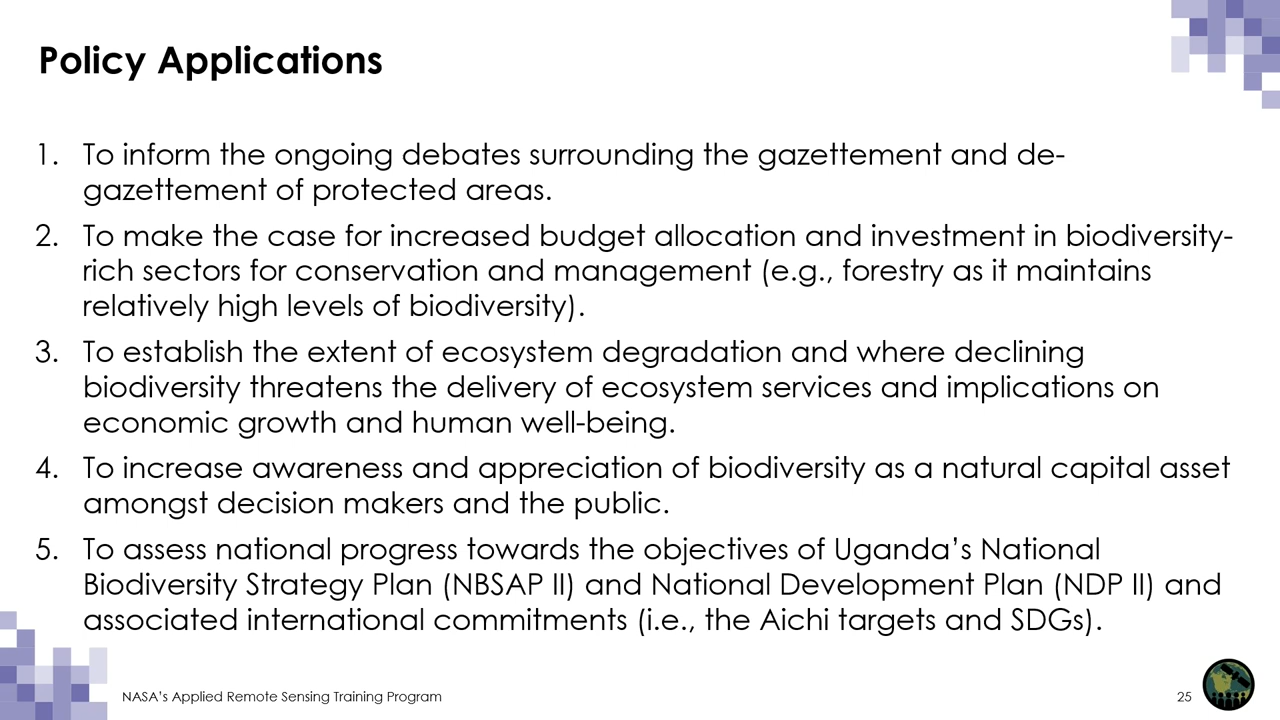 Policy Applications
1. To inform the ongoing debates surrounding the gazettement and de-
gazettement of protected areas.
2. To make the case for increased budget allocation and investment in biodiversity-
rich sectors for conservation and management (e.g., forestry as it maintains
relatively high levels of biodiversity).
3. To establish the extent of ecosystem degradation and where declining
biodiversity threatens the delivery of ecosystem services and implications on
economic growth and human well-being.
4. To increase awareness and appreciation of biodiversity as a natural capital asset
amongst decision makers and the public.
5. To assess national progress towards the objectives of Uganda’s National
Biodiversity Strategy Plan (NBSAP II) and National Development Plan (NDP II) and
associated international commitments (i.e., the Aichi targets and SDGs).
NASA’s Applied Remote Sensing Training Program
25